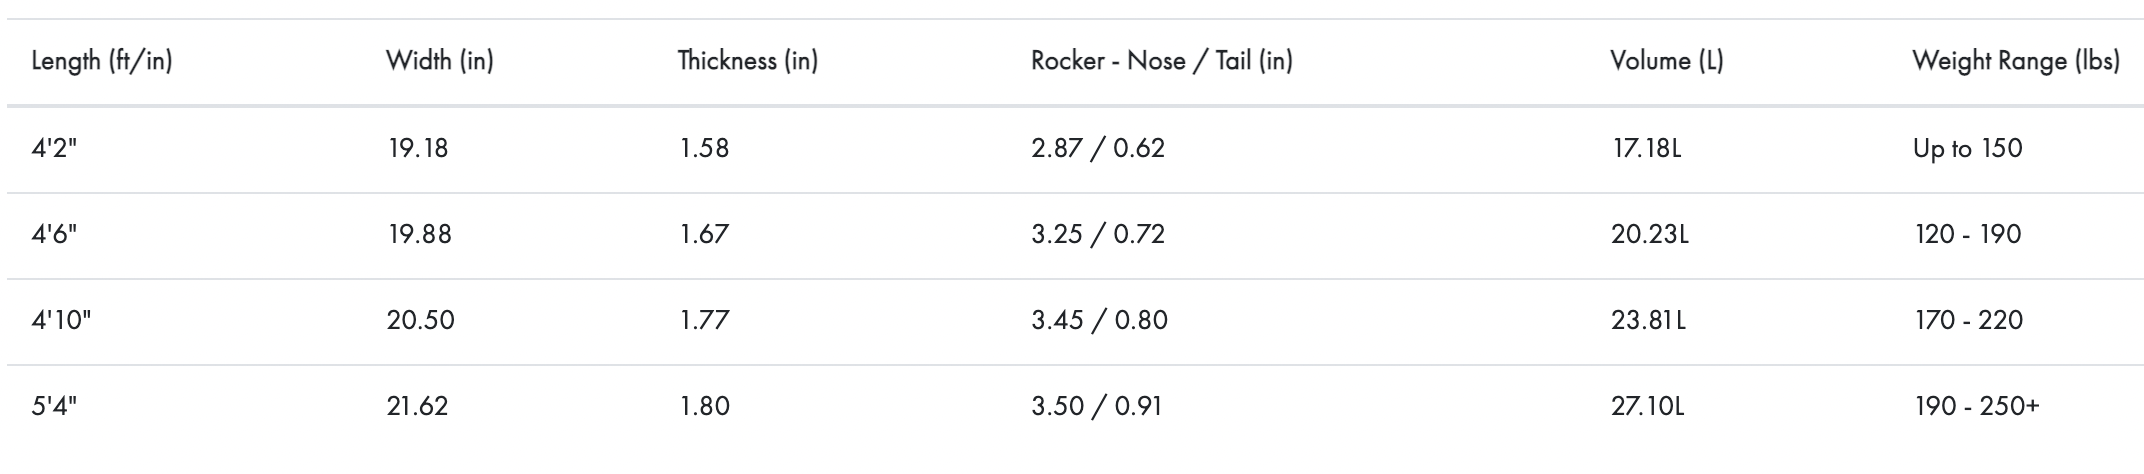 Length (ft/in) Width (in) Thickness (in) Rocker - Nose / Tail (in) Volume (L) Weight Range (lbs)
4'2" 19.18 1.58 2.87 / 0.62 17.18L Up to 150
4'6" 19.88 1.67 3.25 / 0.72 20.23L 120 - 190
4'10" 20.50 1.77 3.45 / 0.80 23.81L 170 - 220
5'4" 21.62 1.80 3.50 / 0.91 27.10L 190 - 250+